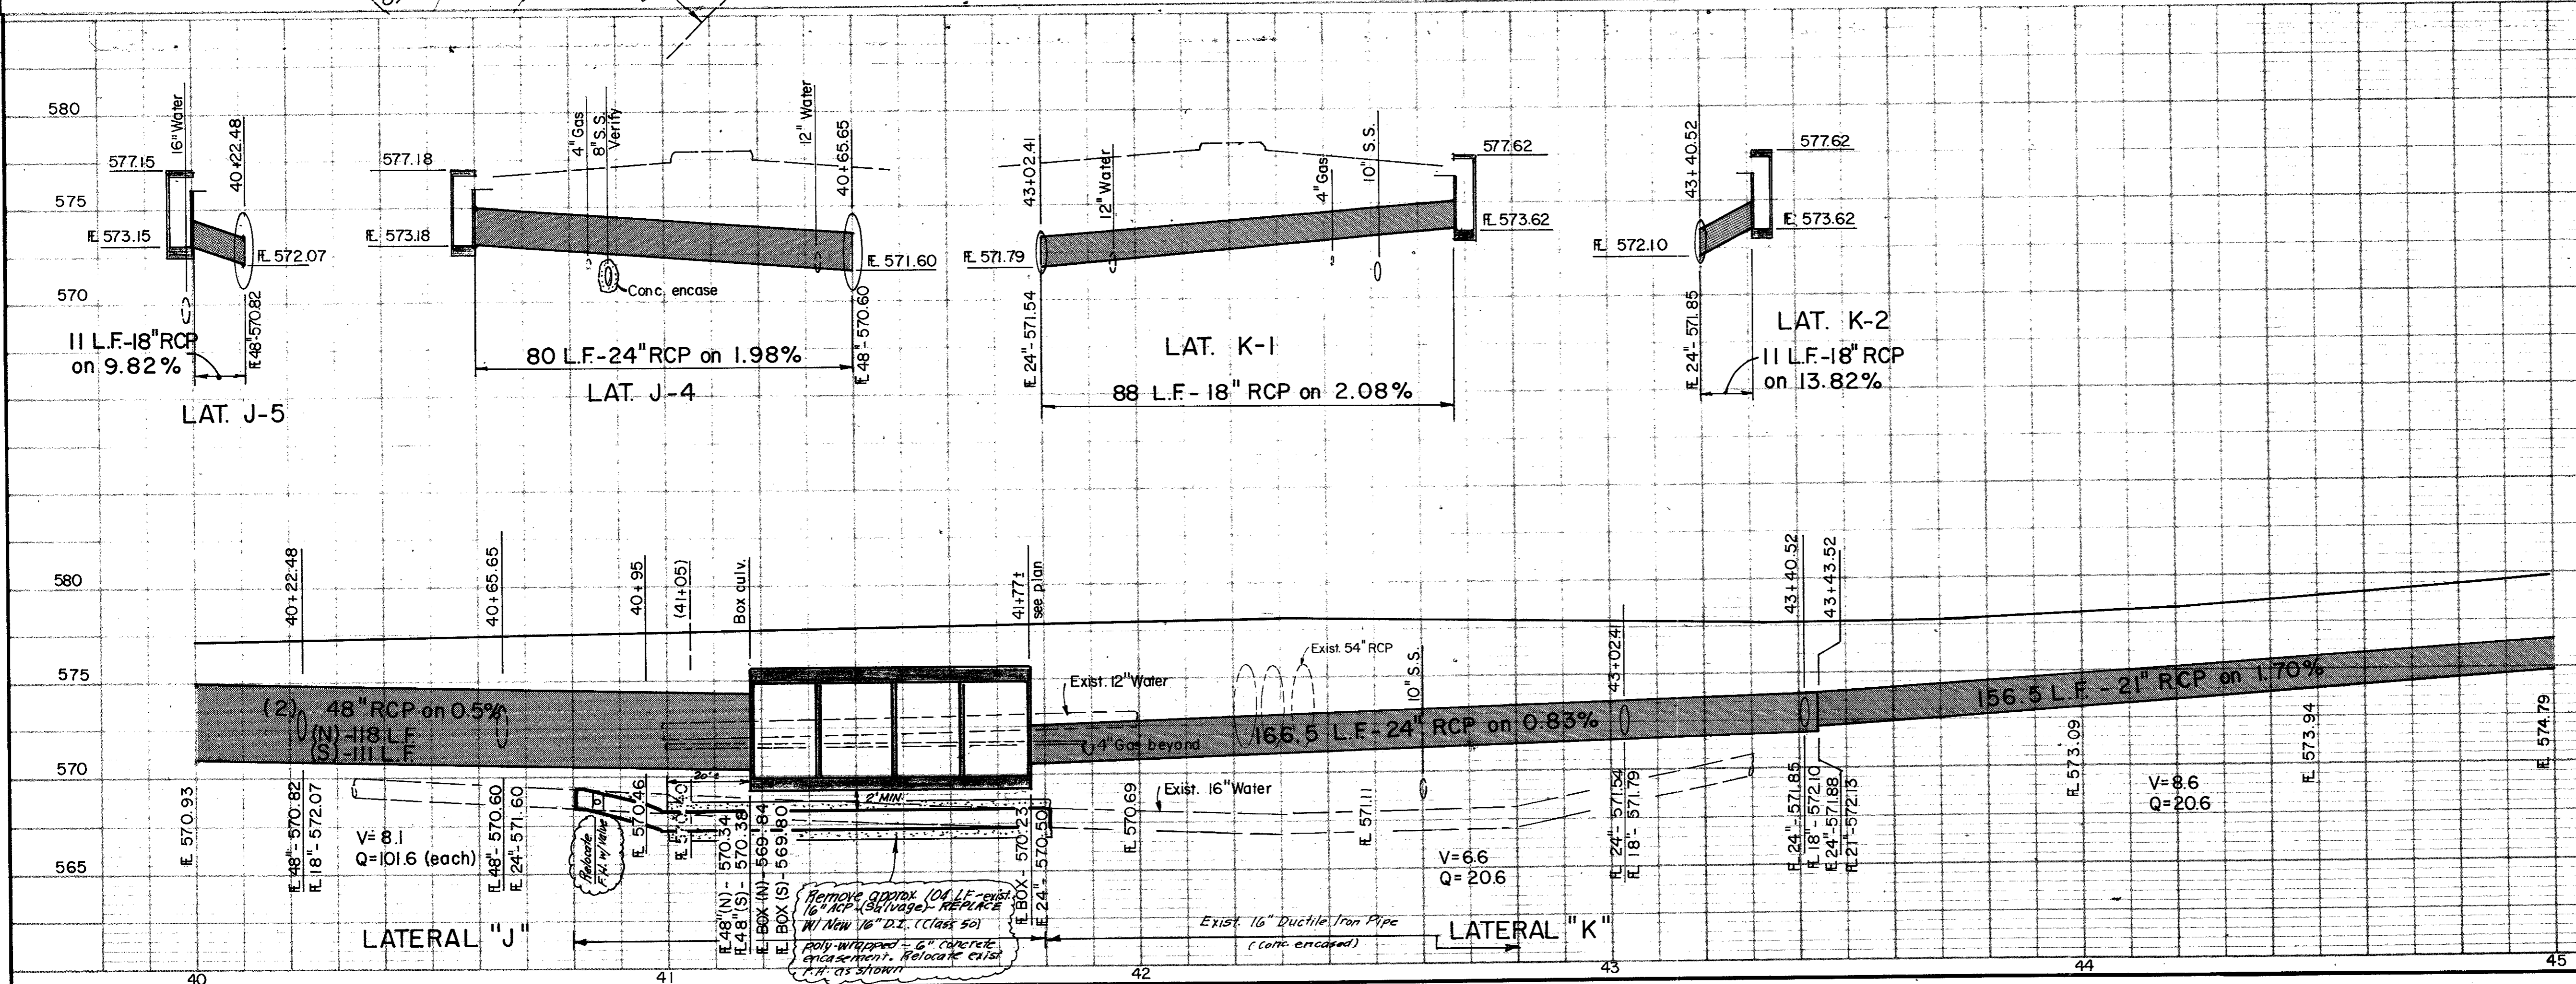 580
575
570
16" Water
577.15
40+22.48
FL 573.15
FL 572.07
FL 48"-570.82
11 L.F.-18" RCP
on 9.82%
LAT. J-5
577.18
4" Gas
8" S.S.
Verify
12" Water
40+65.65
FL 573.18
Conc. encase
FL 571.60
FL 48"-570.60
80 L.F.-24" RCP on 1.98%
LAT. J-4
43+02.41
12" Water
4" Gas
10" S.S.
577.62
FL 573.62
FL 571.79
FL 24"-571.54
LAT. K-1
88 L.F.-18" RCP on 2.08%
43+40.52
577.62
FL 573.62
FL 572.10
FL 24"-571.85
LAT. K-2
11 L.F.-18" RCP
on 13.82%
580
575
570
565
40+22.48
40+65.65
40+95
(41+05)
Box culv.
41+77±
see plan
43+02.41
43+40.52
43+43.52
(2) 48" RCP on 0.5%
(N)-118 L.F.
(S)-111 L.F.
Exist. 12" Water
4" Gas beyond
Exist. 54" RCP
10" S.S.
166.5 L.F.-24" RCP on 0.83%
156.5 L.F.-21" RCP on 1.70%
20'±
2' MIN.
Exist. 16" Water
FL 570.93
FL 48"-570.82
FL 18"-572.07
V=8.1
Q=101.6 (each)
FL 48"-570.60
FL 24"-571.60
Relocate
F.H. w/valve
FL 570.46
FL 48"(N)-570.34
FL 48"(S)-570.38
FL BOX (N)-569.84
FL BOX (S)-569.80
Remove approx. 104 LF-exist.
16" ACP-(Salvage)-REPLACE
W/ New 16" D.I. (Class 50)
poly-wrapped-6" concrete
encasement. Relocate exist
F.H. as shown
FL BOX-570.23
FL 24"-570.50
FL 570.69
FL 571.11
V=6.6
Q=20.6
FL 24"-571.54
FL 18"-571.79
FL 24"-571.85
FL 18"-572.10
FL 24"-571.88
FL 21"-572.13
FL 573.09
V=8.6
Q=20.6
FL 573.94
FL 574.79
LATERAL "J"
Exist. 16" Ductile Iron Pipe
(conc. encased)
LATERAL "K"
40
41
42
43
44
45